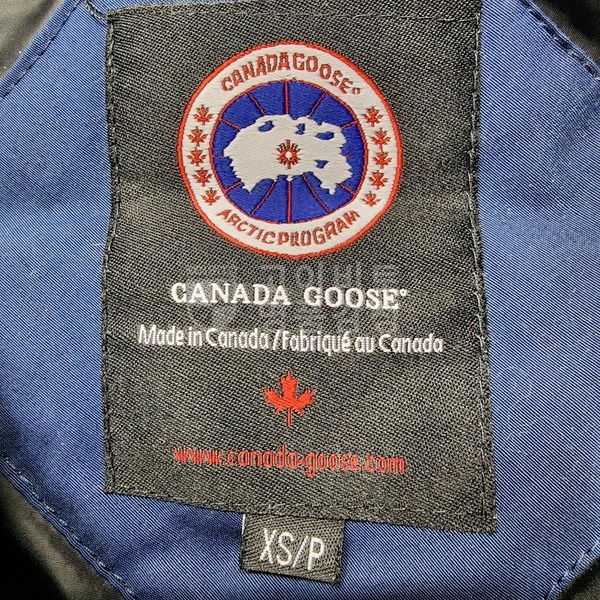 CANADA GOOSE®
ARCTIC PROGRAM
CANADA GOOSE®
Made in Canada/Fabriqué au Canada
www.canada-goose.com
XS/P